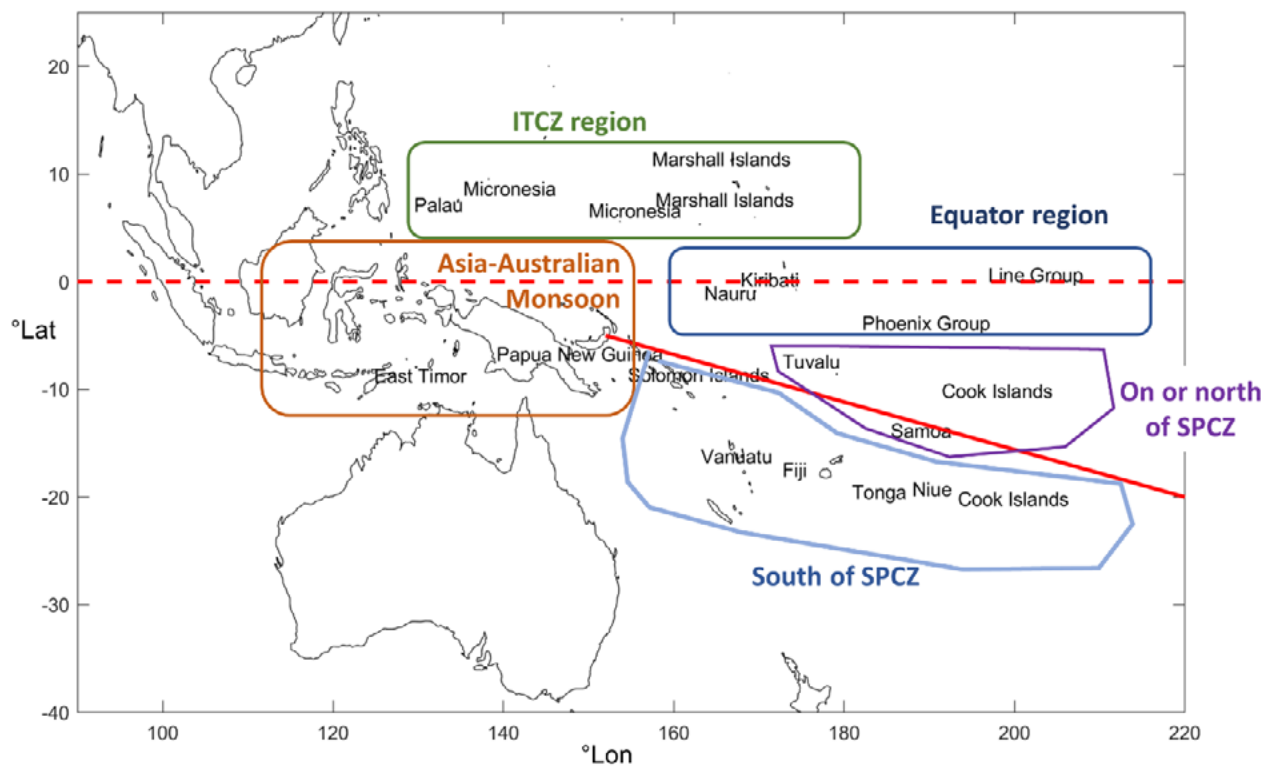 20
ITCZ region
Marshall Islands
10
Micronesia
Marshall Islands
Palau
Micronesia
Equator region
Asia-Australian
Monsoon
0
Kiribati
Line Group
Nauru
°Lat
Phoenix Group
Papua New Guinea
Tuvalu
East Timor
Solomon Islands
-10
Cook Islands
On or north
of SPCZ
Samoa
Vanuatu
Fiji
-20
Tonga
Niue
Cook Islands
South of SPCZ
-30
-40
100
120
140
160
180
200
220
°Lon